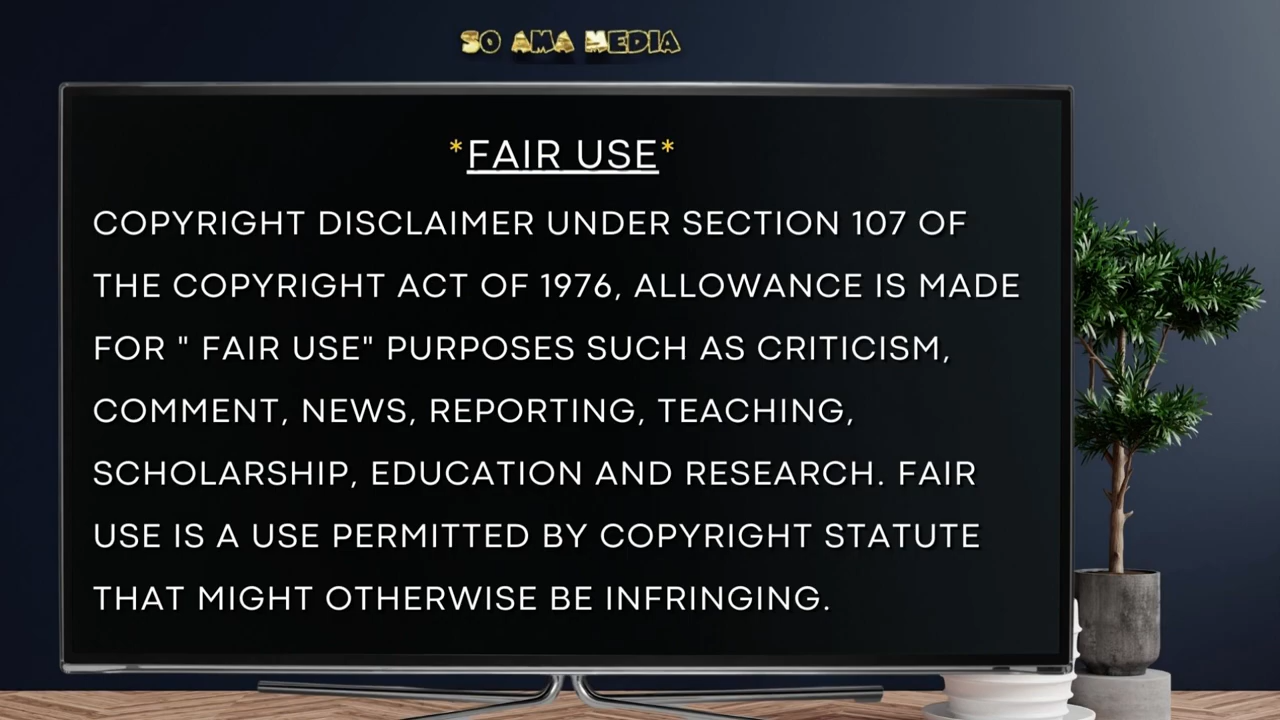 SO AMA MEDIA
*FAIR USE*
COPYRIGHT DISCLAIMER UNDER SECTION 107 OF
THE COPYRIGHT ACT OF 1976, ALLOWANCE IS MADE
FOR " FAIR USE" PURPOSES SUCH AS CRITICISM,
COMMENT, NEWS, REPORTING, TEACHING,
SCHOLARSHIP, EDUCATION AND RESEARCH. FAIR
USE IS A USE PERMITTED BY COPYRIGHT STATUTE
THAT MIGHT OTHERWISE BE INFRINGING.